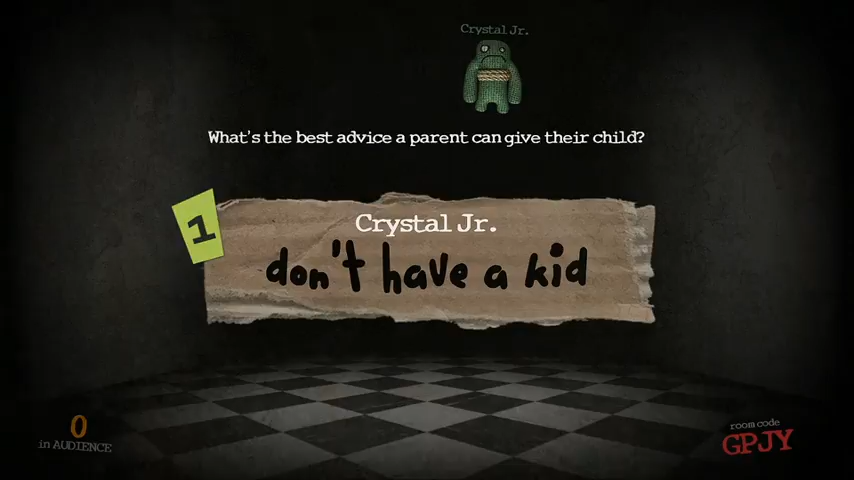 Crystal Jr.
What's the best advice a parent can give their child?
1
Crystal Jr.
don't have a kid
0
in AUDIENCE
room code
GPJY